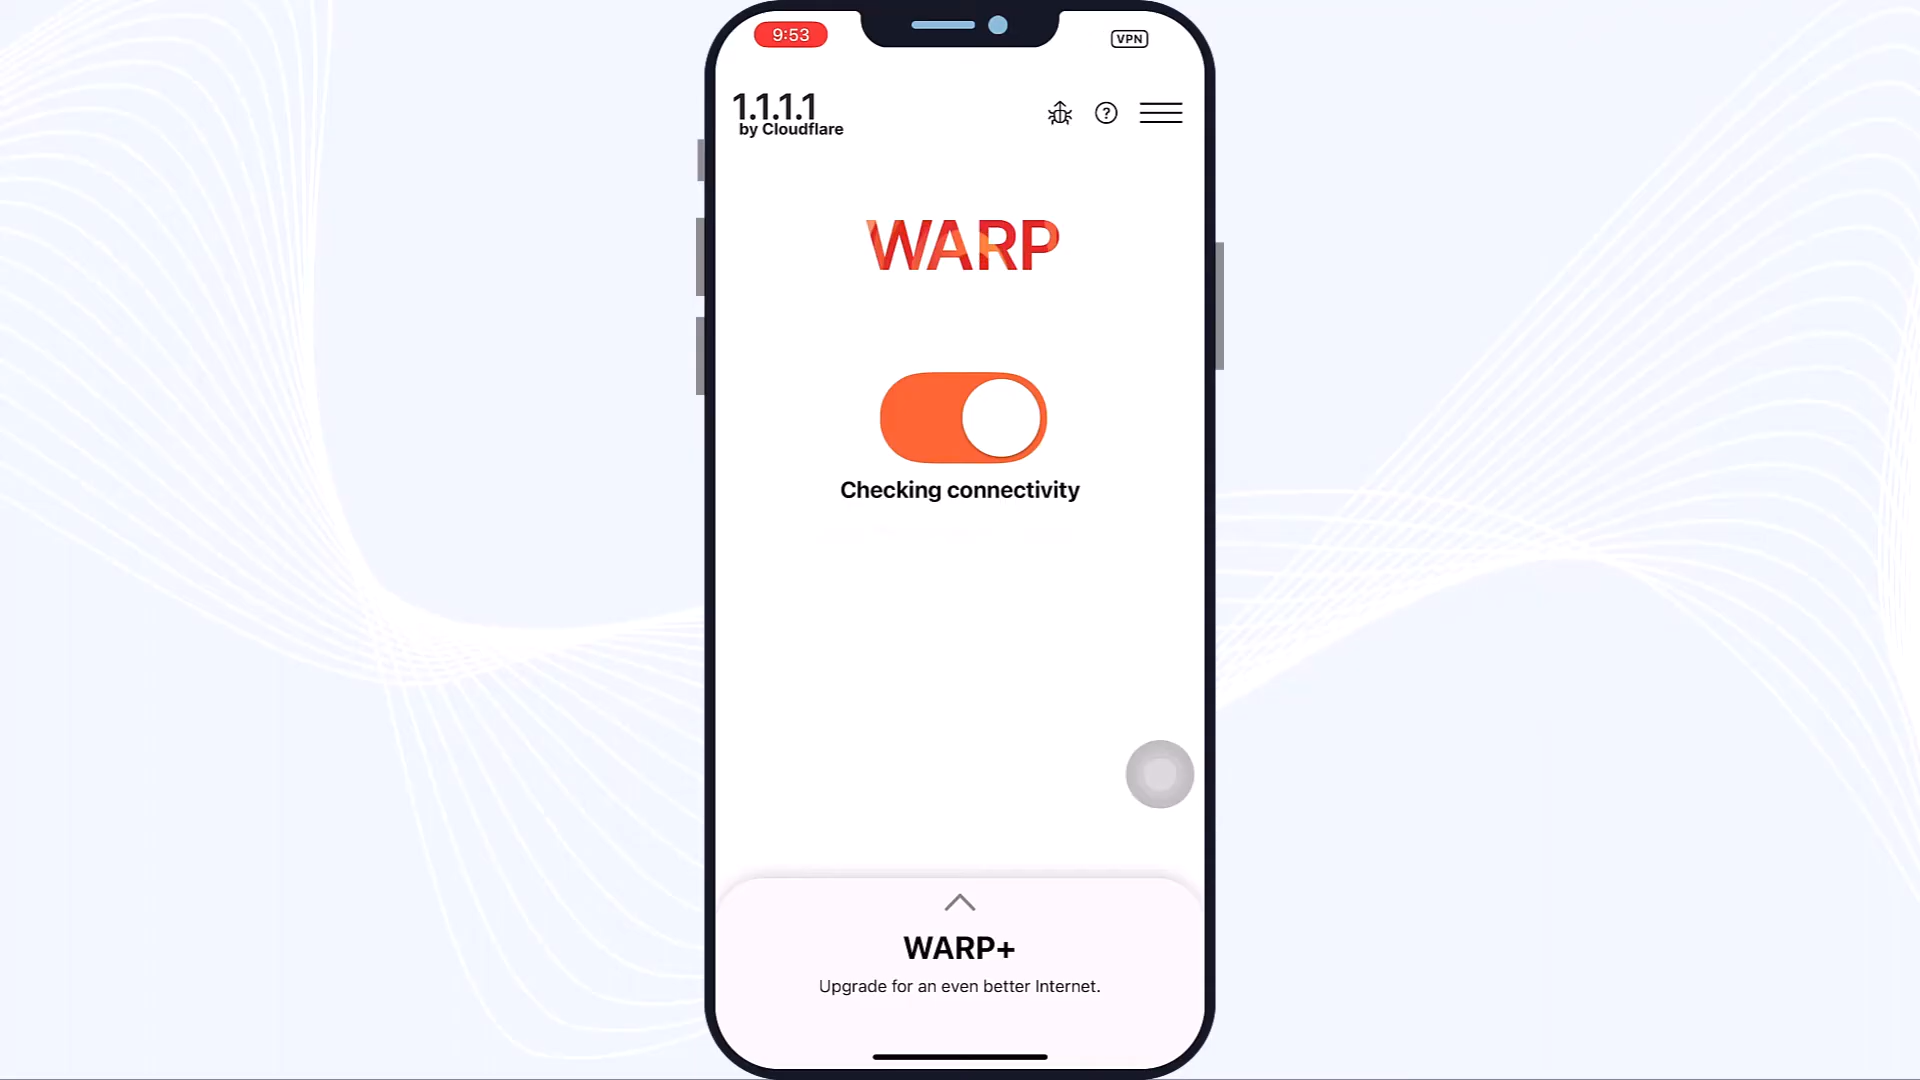 9:53
VPN
1.1.1.1
by Cloudflare
?
WARP
Checking connectivity
WARP+
Upgrade for an even better Internet.